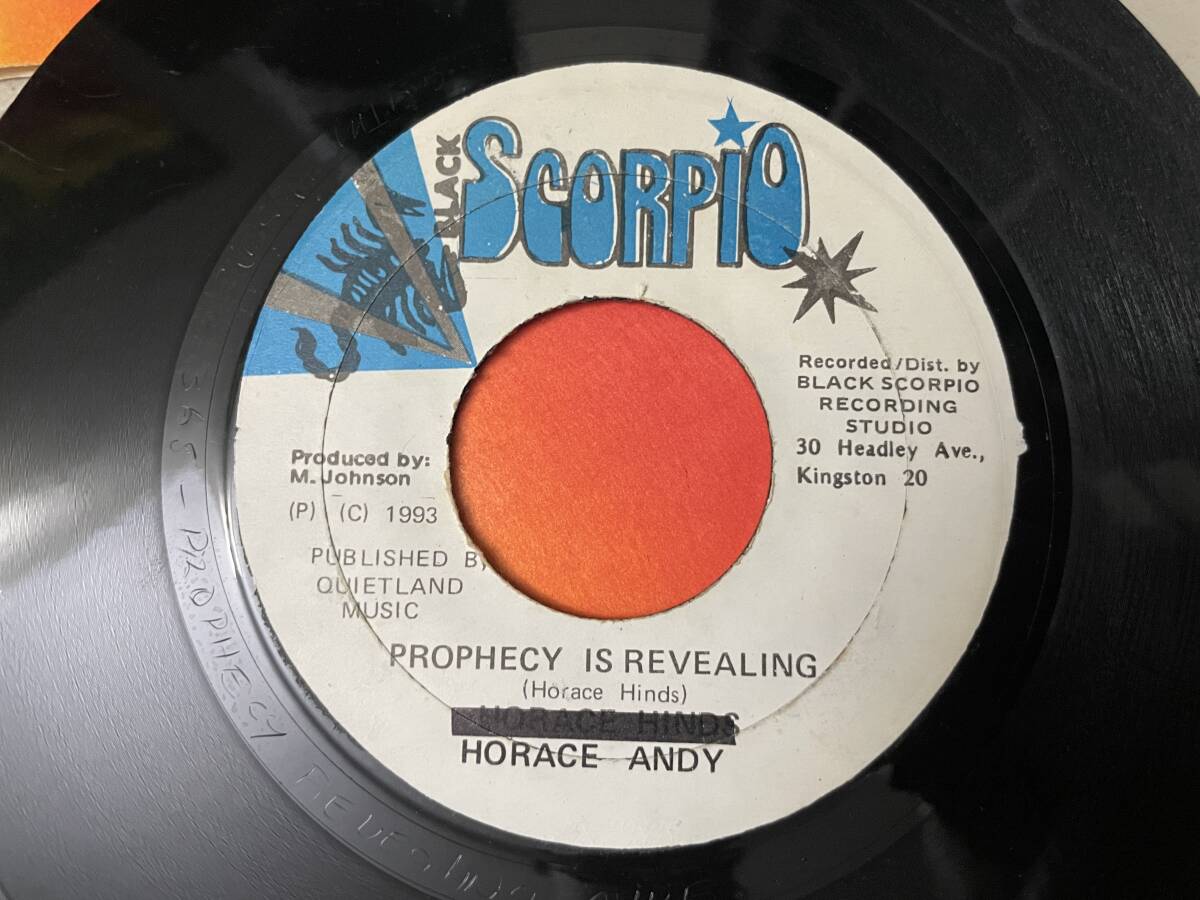 BLACK
SCORPIO
Recorded/Dist. by
BLACK SCORPIO
RECORDING
STUDIO
30 Headley Ave.,
Kingston 20
Produced by:
M. Johnson
(P) (C) 1993
PUBLISHED B
QUIETLAND
MUSIC
PROPHECY IS REVEALING
(Horace Hinds)
HORACE HINDS
HORACE ANDY
PROPHECY